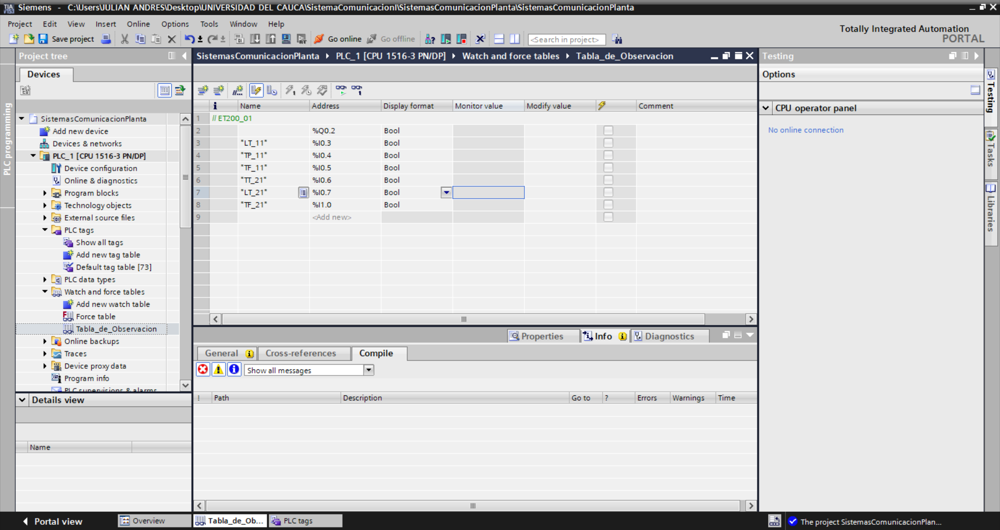 Siemens - C:\Users\JULIAN ANDRES\Desktop\UNIVERSIDAD DEL CAUCA\SistemaComunicacionI\SistemasComunicacionPlanta\SistemasComunicacionPlanta
Project Edit View Insert Online Options Tools Window Help
Totally Integrated Automation
PORTAL
Save project Go online Go offline <Search in project>
Project tree
SistemasComunicacionPlanta PLC_1 [CPU 1516-3 PN/DP] Watch and force tables Tabla_de_Observacion
Testing
Devices
Options
PLC programming
Testing
Tasks
Libraries
i Name Address Display format Monitor value Modify value Comment
CPU operator panel
No online connection
SistemasComunicacionPlanta
Add new device
Devices & networks
PLC_1 [CPU 1516-3 PN/DP]
Device configuration
Online & diagnostics
Program blocks
Technology objects
External source files
PLC tags
Show all tags
Add new tag table
Default tag table [73]
PLC data types
Watch and force tables
Add new watch table
Force table
Tabla_de_Observacion
Online backups
Traces
Device proxy data
Program info
PLC supervisions & alarms
1 // ET200_01
2 %Q0.2 Bool
3 "LT_11" %I0.3 Bool
4 "TP_11" %I0.4 Bool
5 "TF_11" %I0.5 Bool
6 "TT_21" %I0.6 Bool
7 "LT_21" %I0.7 Bool
8 "TF_21" %I1.0 Bool
9 <Add new>
Properties Info Diagnostics
General Cross-references Compile
Show all messages
! Path Description Go to ? Errors Warnings Time
Details view
Name
Portal view Overview Tabla_de_Ob... PLC tags
The project SistemasComunicacionPlan...